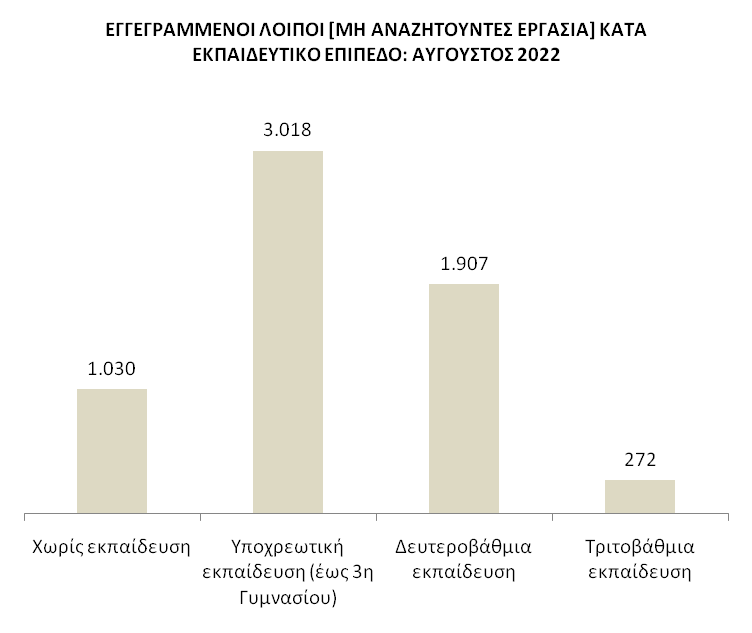 ΕΓΓΕΓΡΑΜΜΕΝΟΙ ΛΟΙΠΟΙ [ΜΗ ΑΝΑΖΗΤΟΥΝΤΕΣ ΕΡΓΑΣΙΑ] ΚΑΤΑ
ΕΚΠΑΙΔΕΥΤΙΚΟ ΕΠΙΠΕΔΟ: ΑΥΓΟΥΣΤΟΣ 2022
3.018
1.907
1.030
272
Χωρίς εκπαίδευση
Υποχρεωτική
εκπαίδευση (έως 3η
Γυμνασίου)
Δευτεροβάθμια
εκπαίδευση
Τριτοβάθμια
εκπαίδευση